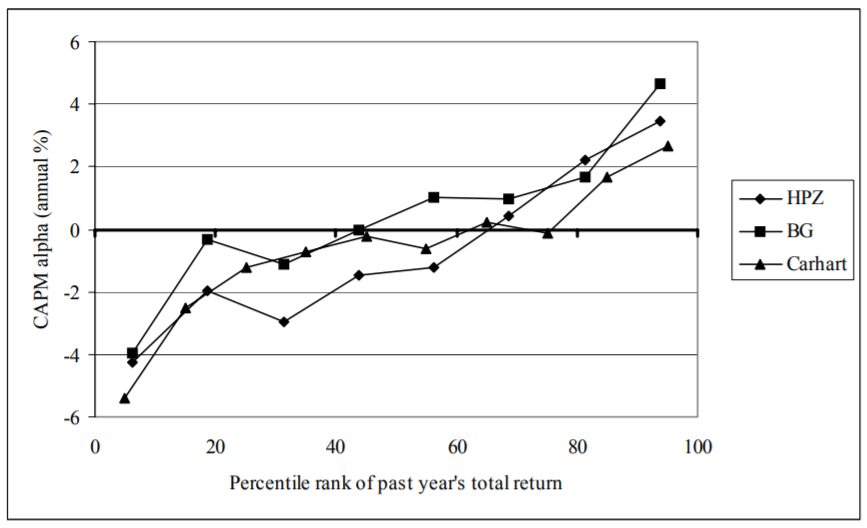 6
4
2
0
-2
-4
-6
CAPM alpha (annual %)
0 20 40 60 80 100
Percentile rank of past year's total return
HPZ
BG
Carhart